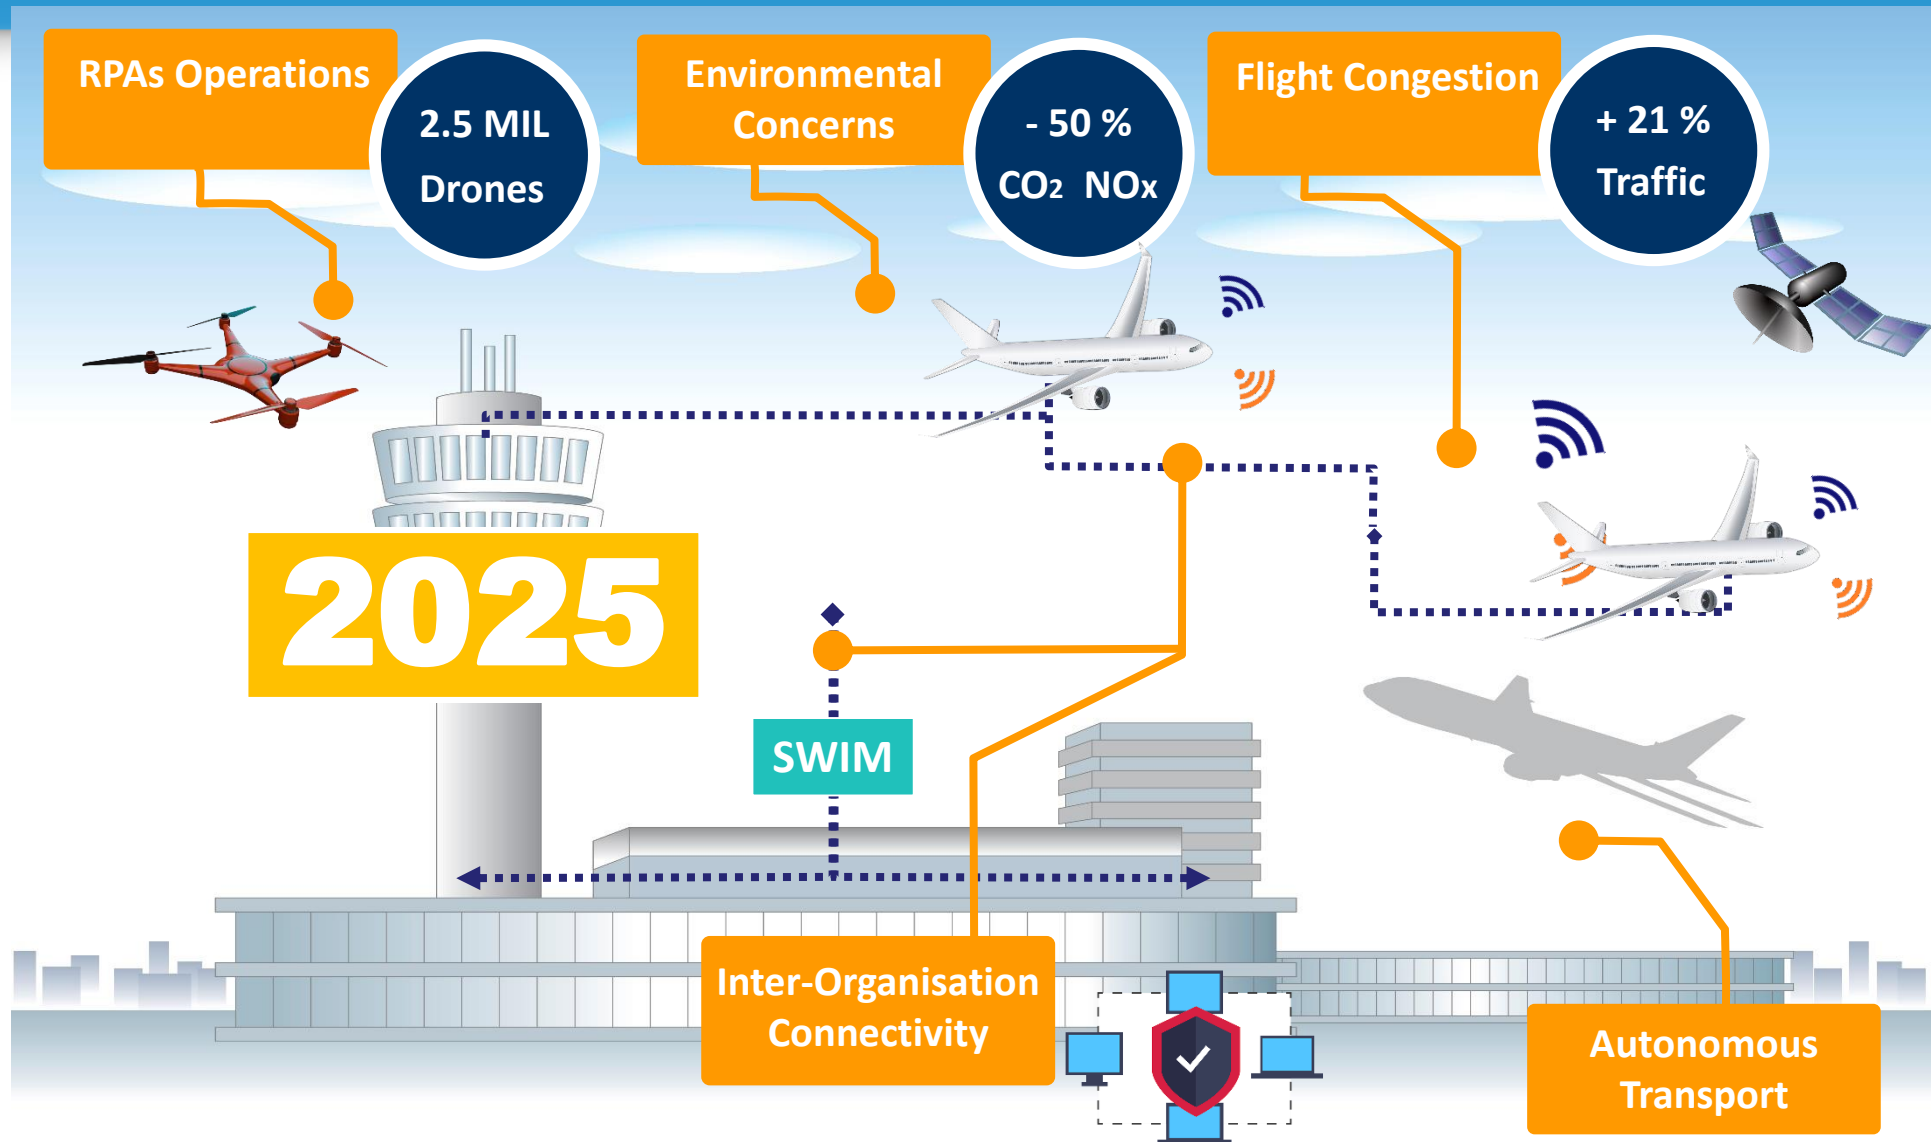 RPAs Operations
2.5 MIL
Drones
Environmental
Concerns
- 50 %
CO2 NOx
Flight Congestion
+ 21 %
Traffic
2025
SWIM
Inter-Organisation
Connectivity
Autonomous
Transport